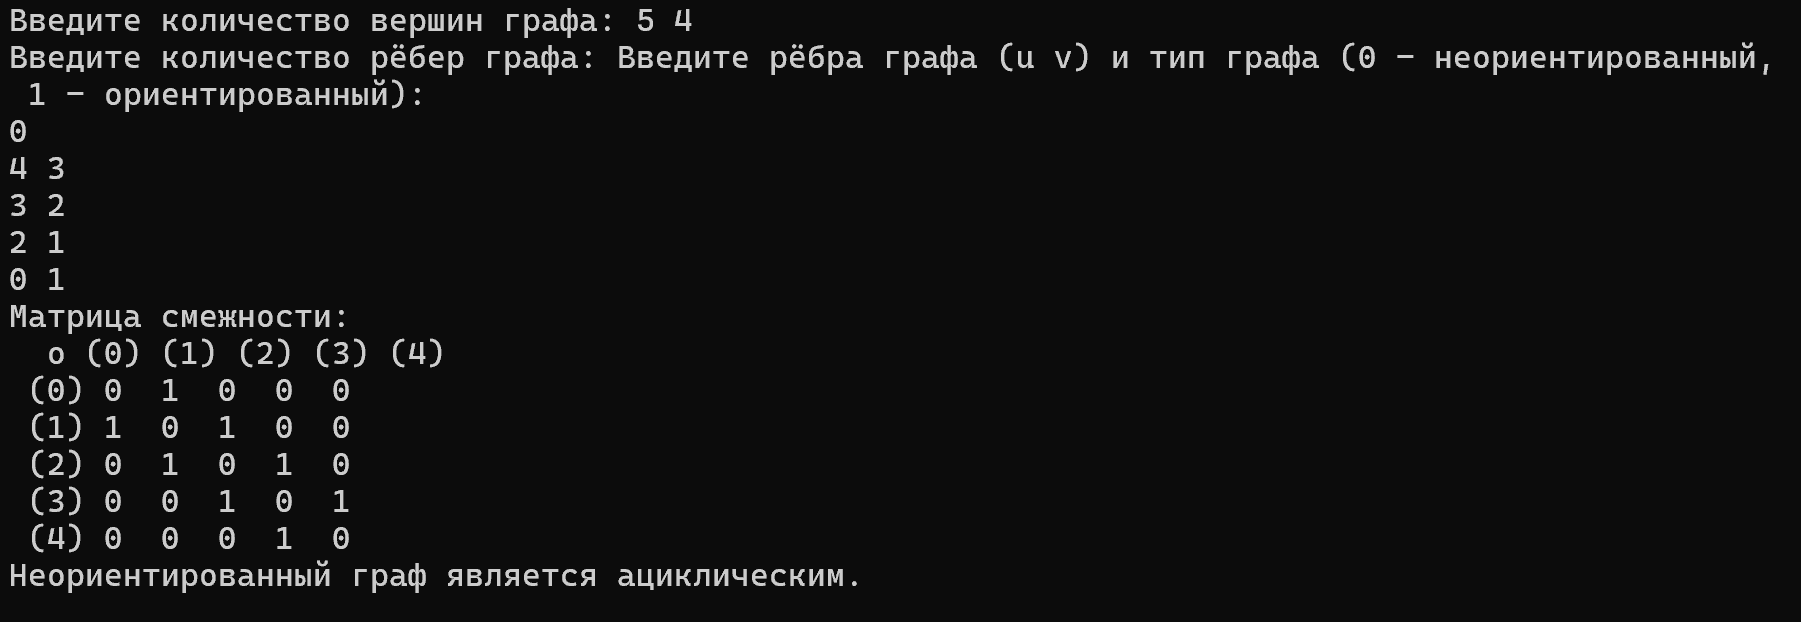 Введите количество вершин графа: 5 4
Введите количество рёбер графа: Введите рёбра графа (u v) и тип графа (0 - неориентированный,
1 - ориентированный):
0
4 3
3 2
2 1
0 1
Матрица смежности:
o (0) (1) (2) (3) (4)
(0) 0 1 0 0 0
(1) 1 0 1 0 0
(2) 0 1 0 1 0
(3) 0 0 1 0 1
(4) 0 0 0 1 0
Неориентированный граф является ациклическим.